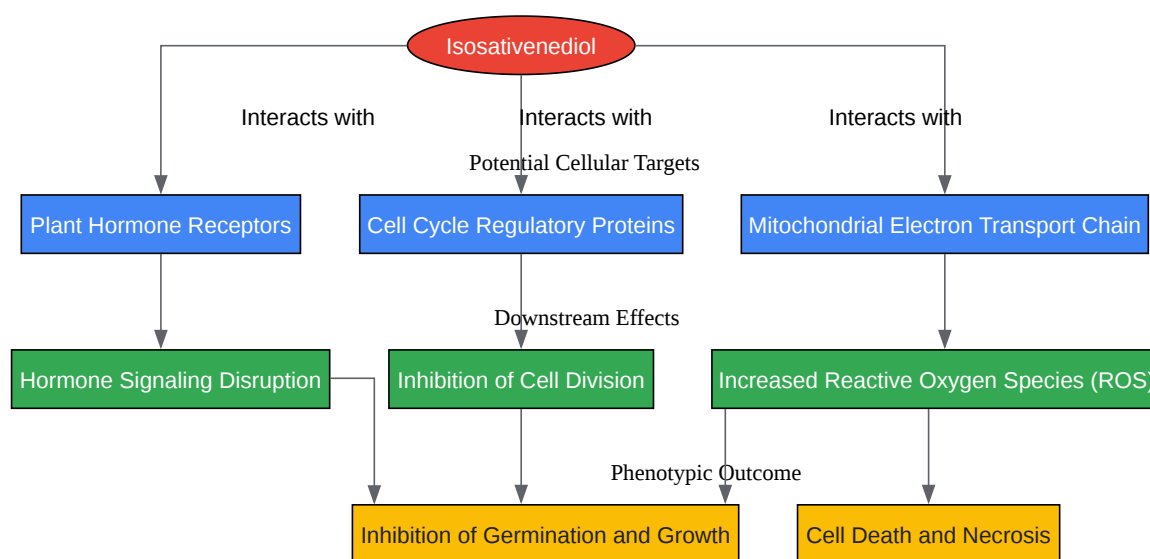 Isosativenediol
Interacts with
Interacts with
Interacts with
Potential Cellular Targets
Plant Hormone Receptors
Cell Cycle Regulatory Proteins
Mitochondrial Electron Transport Chain
Downstream Effects
Hormone Signaling Disruption
Inhibition of Cell Division
Increased Reactive Oxygen Species (ROS)
Phenotypic Outcome
Inhibition of Germination and Growth
Cell Death and Necrosis